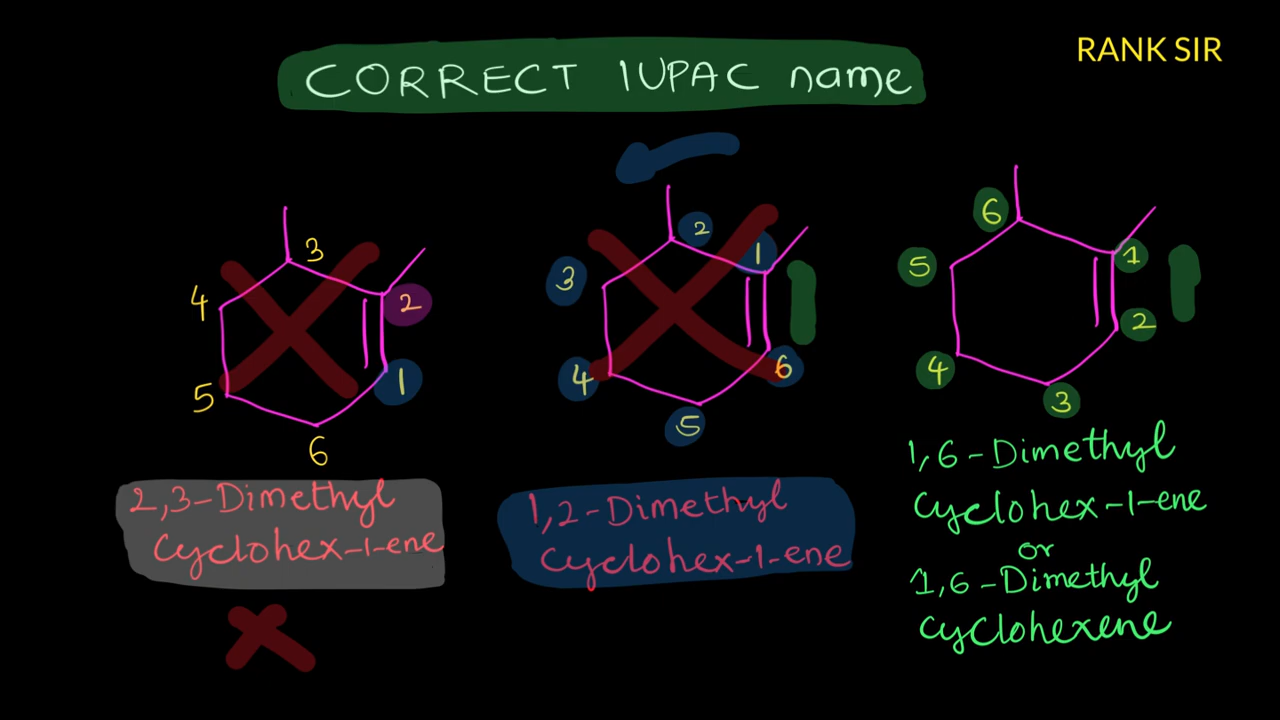 RANK SIR
CORRECT IUPAC name
3
4
2
5
1
6
2,3-Dimethyl
Cyclohex-1-ene
2
1
3
4
6
5
1,2-Dimethyl
Cyclohex-1-ene
6
1
5
2
4
3
1,6-Dimethyl
Cyclohex-1-ene
or
1,6-Dimethyl
Cyclohexene